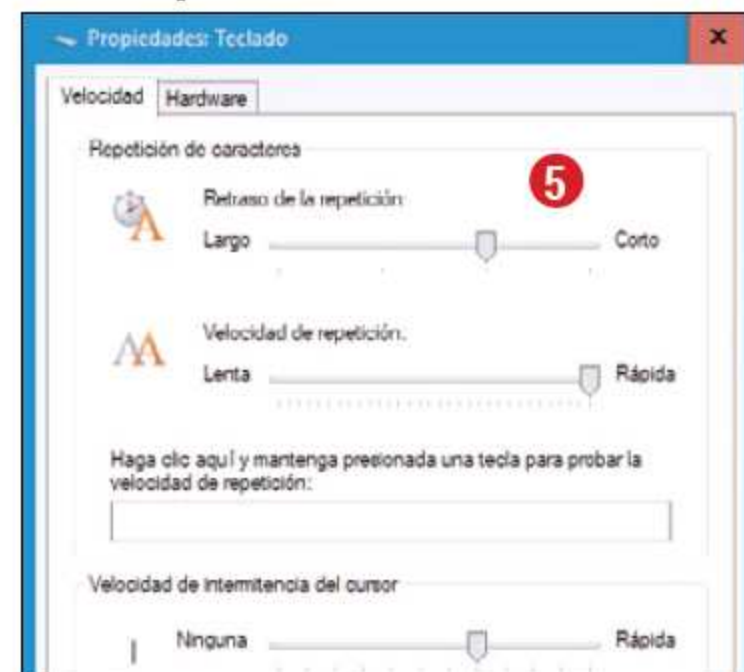 Propiedades: Teclado
Velocidad Hardware
Repetición de caracteres
5
Retraso de la repetición
Largo Corto
Velocidad de repetición:
Lenta Rápida
Haga clic aquí y mantenga presionada una tecla para probar la
velocidad de repetición:
Velocidad de intermitencia del cursor
Ninguna Rápida